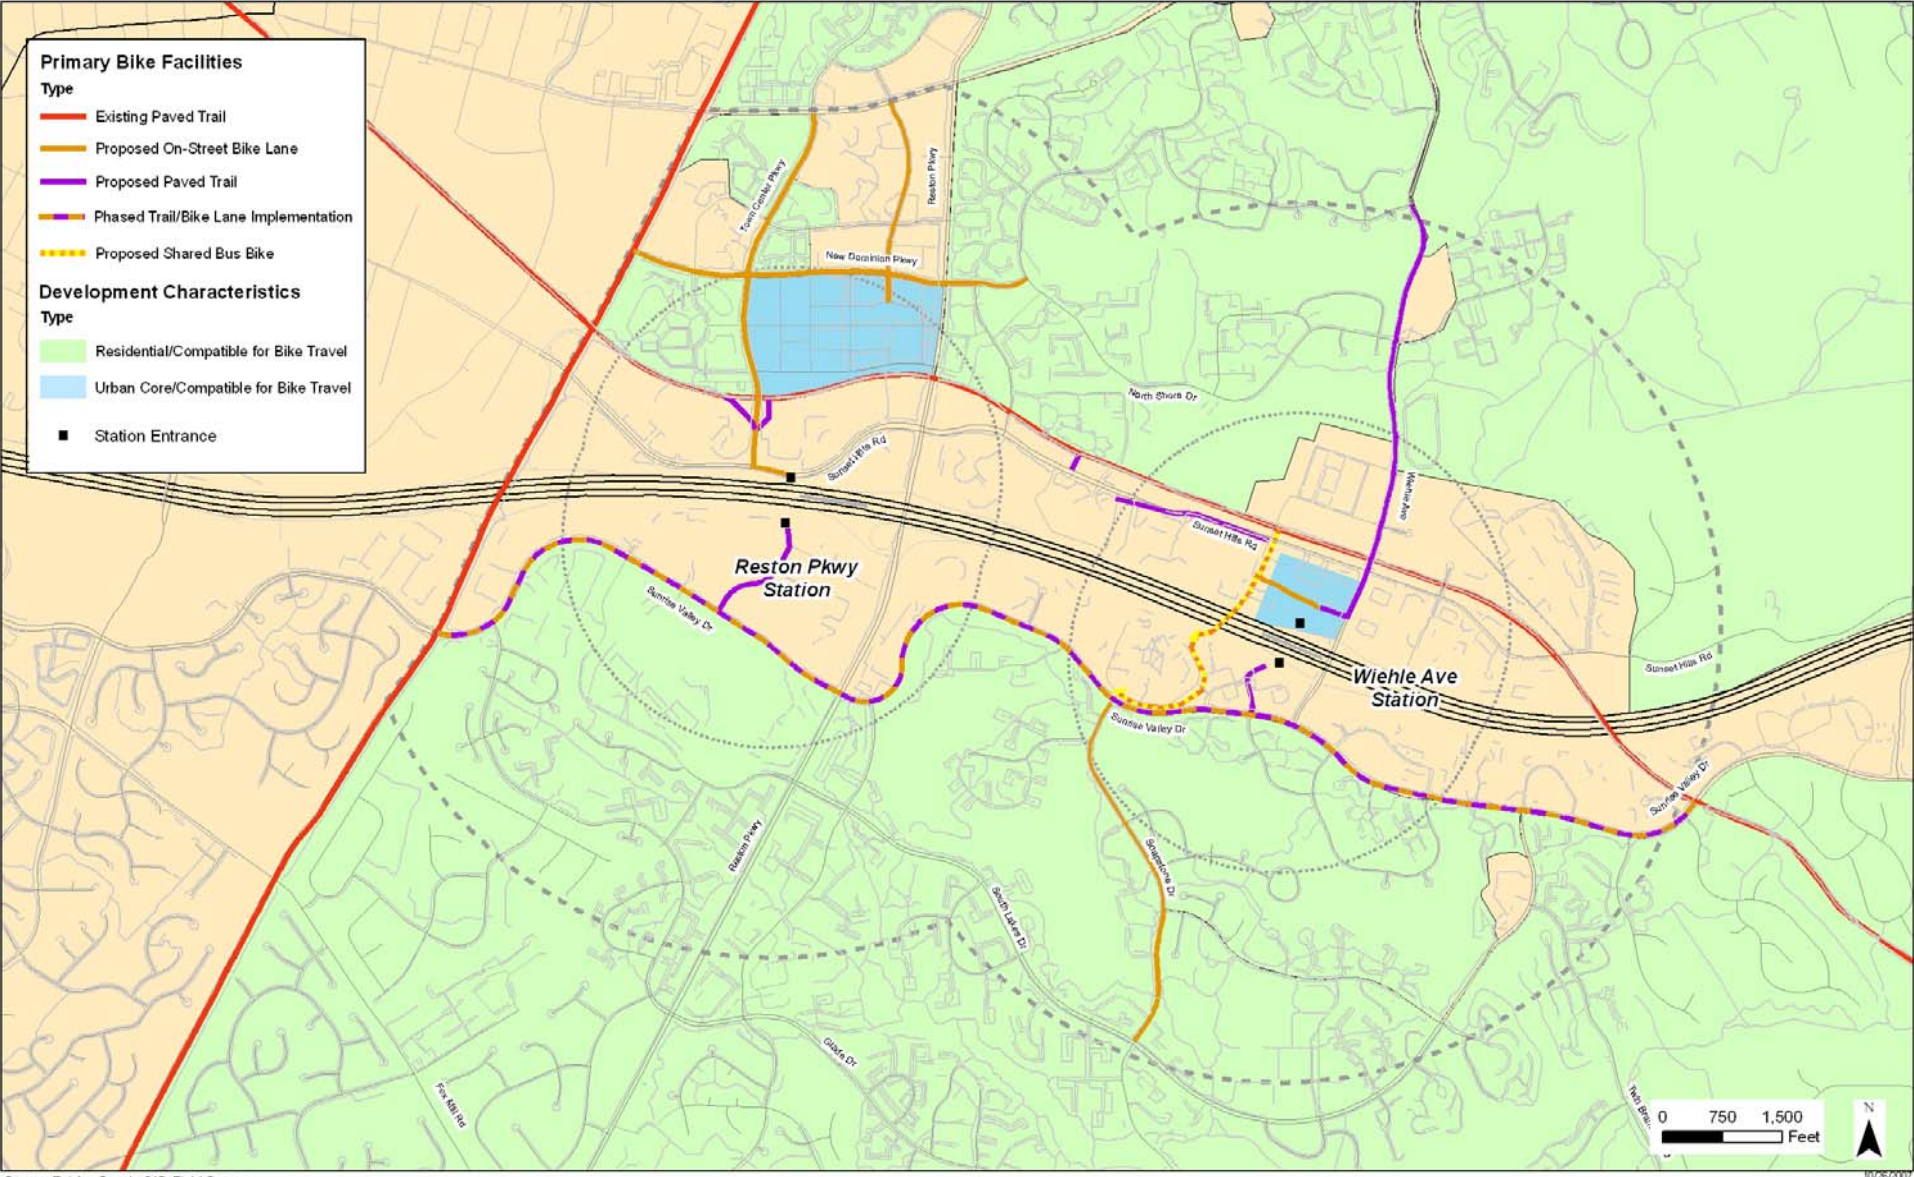 Primary Bike Facilities
Type
Existing Paved Trail
Proposed On-Street Bike Lane
Proposed Paved Trail
Phased Trail/Bike Lane Implementation
Proposed Shared Bus Bike
Development Characteristics
Type
Residential/Compatible for Bike Travel
Urban Core/Compatible for Bike Travel
Station Entrance
Town Center Pkwy
Reston Pkwy
New Dominion Pkwy
North Shore Dr
Sunset Hills Rd
Wiehle Ave
Sunset Hills Rd
Reston Pkwy
Station
Sunrise Valley Dr
Sunset Hills Rd
Wiehle Ave
Station
Sunrise Valley Dr
Sunrise Valley Dr
Reston Pkwy
Soapstone Dr
South Lakes Dr
Glade Dr
Fox Mill Rd
Twin
0 750 1,500
Feet
N